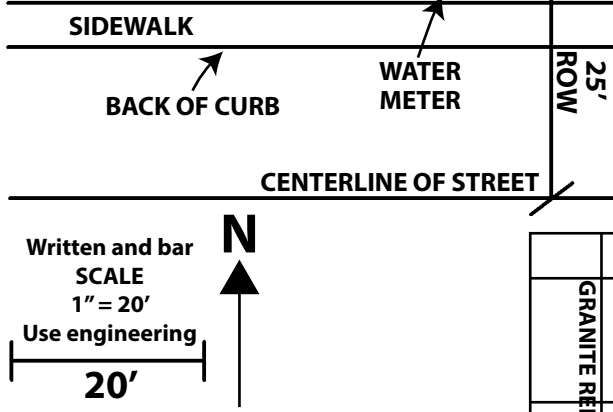 SIDEWALK
WATER
METER
25'
ROW
BACK OF CURB
CENTERLINE OF STREET
N
Written and bar
SCALE
1" = 20'
Use engineering
20'
GRANITE